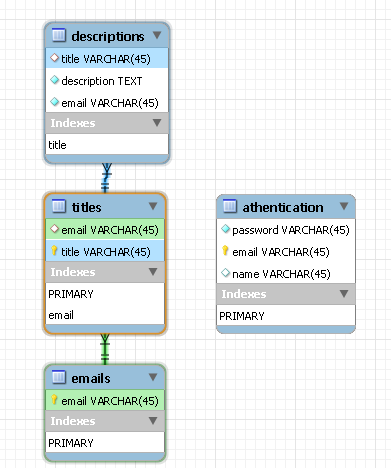 descriptions
title VARCHAR(45)
description TEXT
email VARCHAR(45)
Indexes
title
titles
email VARCHAR(45)
title VARCHAR(45)
Indexes
PRIMARY
email
athentication
password VARCHAR(45)
email VARCHAR(45)
name VARCHAR(45)
Indexes
PRIMARY
emails
email VARCHAR(45)
Indexes
PRIMARY